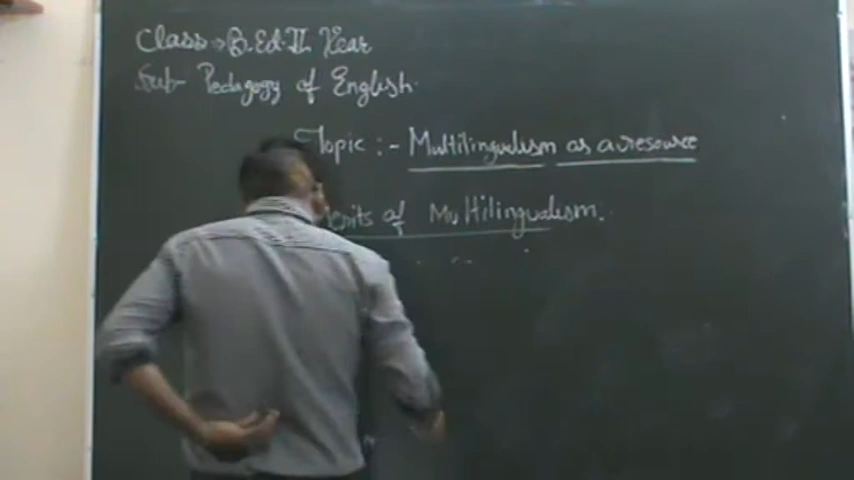 Class → B.Ed. II Year
Sub- Pedagogy of English.
Topic :- Multilingualism as a resource
Merits of Multilingualism.